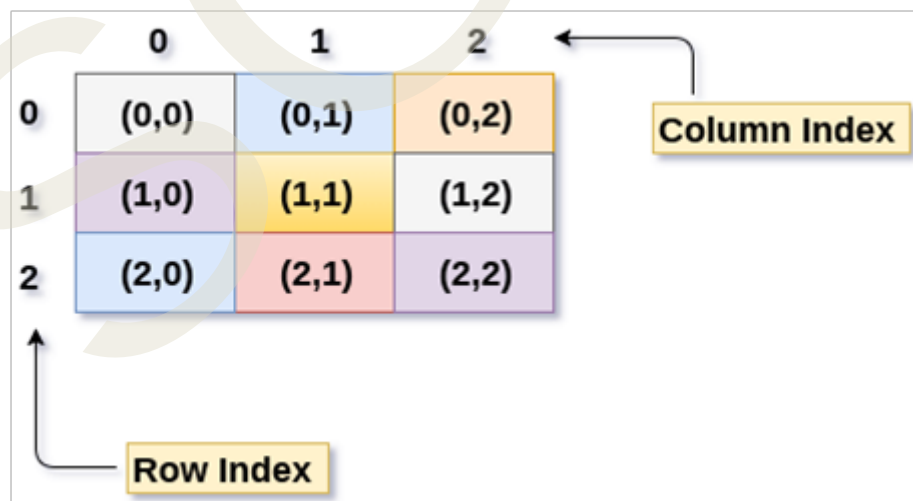 0 1 2
0 (0,0) (0,1) (0,2)
Column Index
1 (1,0) (1,1) (1,2)
2 (2,0) (2,1) (2,2)
Row Index